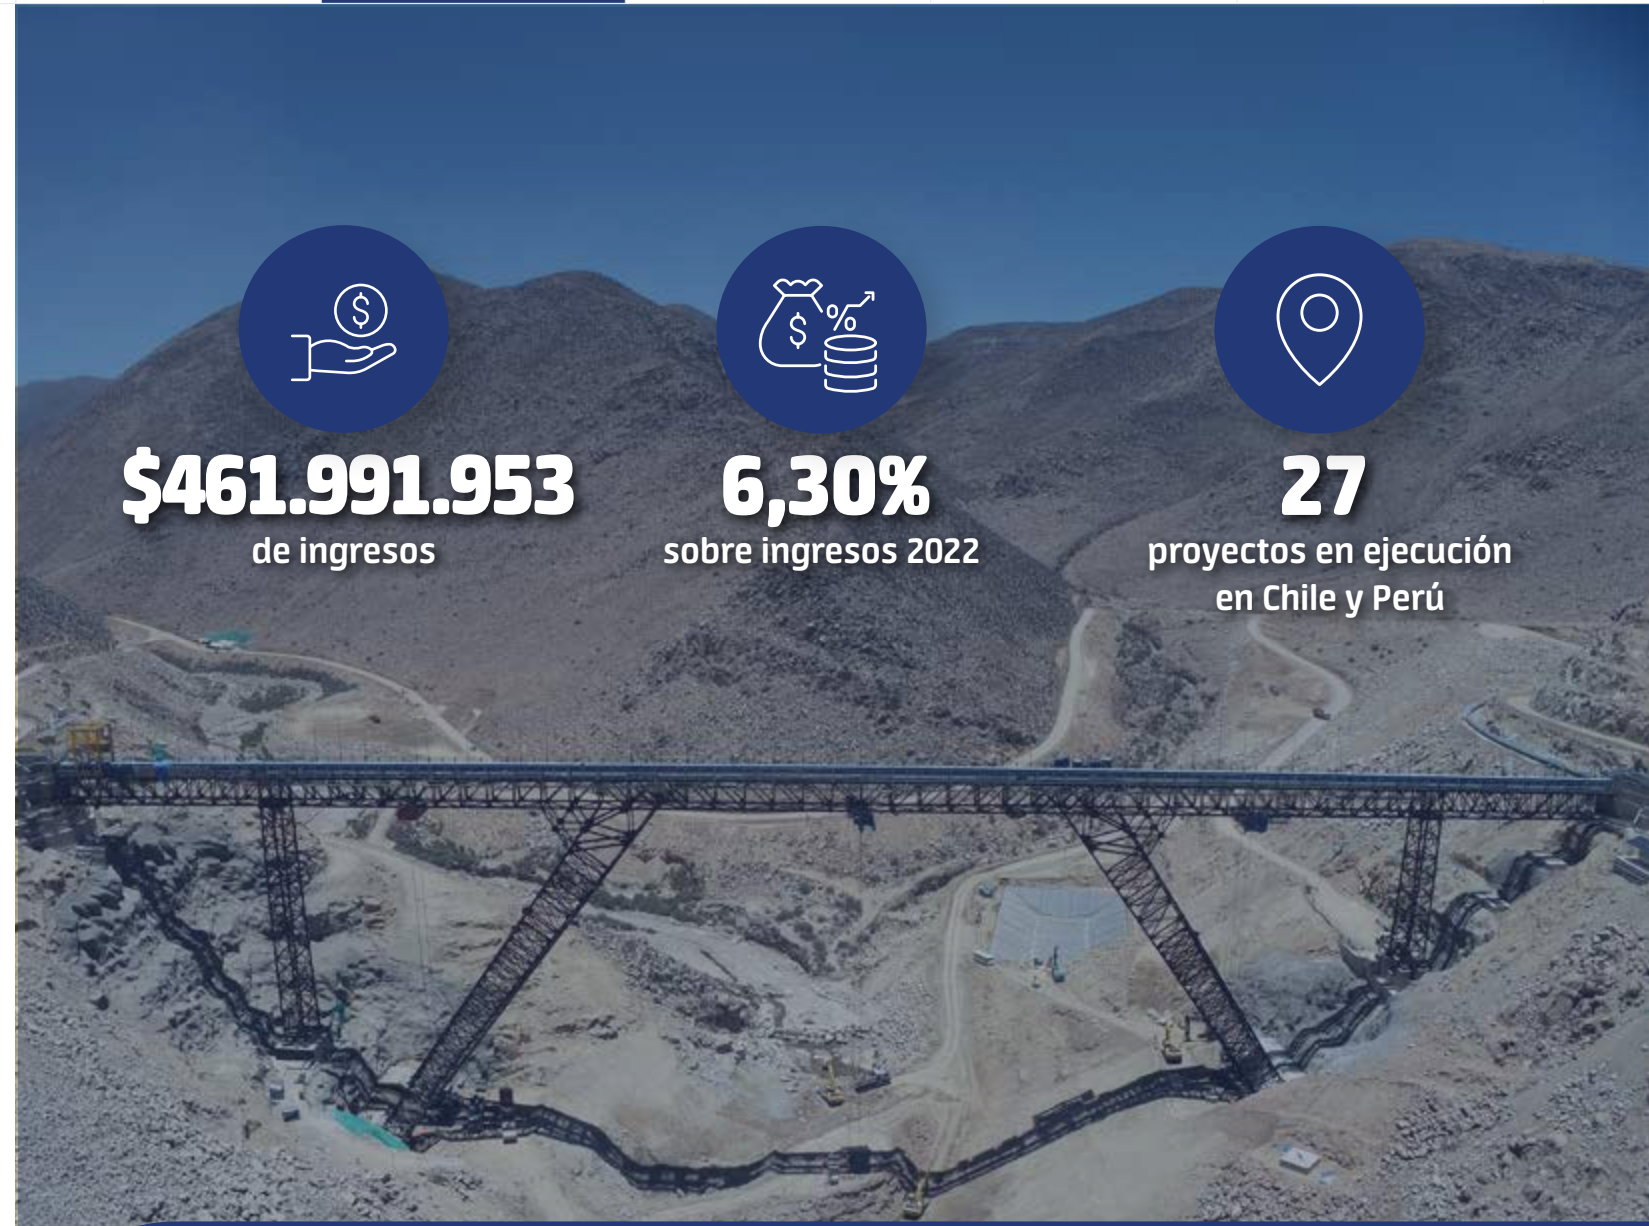 $461.991.953
de ingresos
6,30%
sobre ingresos 2022
27
proyectos en ejecución
en Chile y Perú